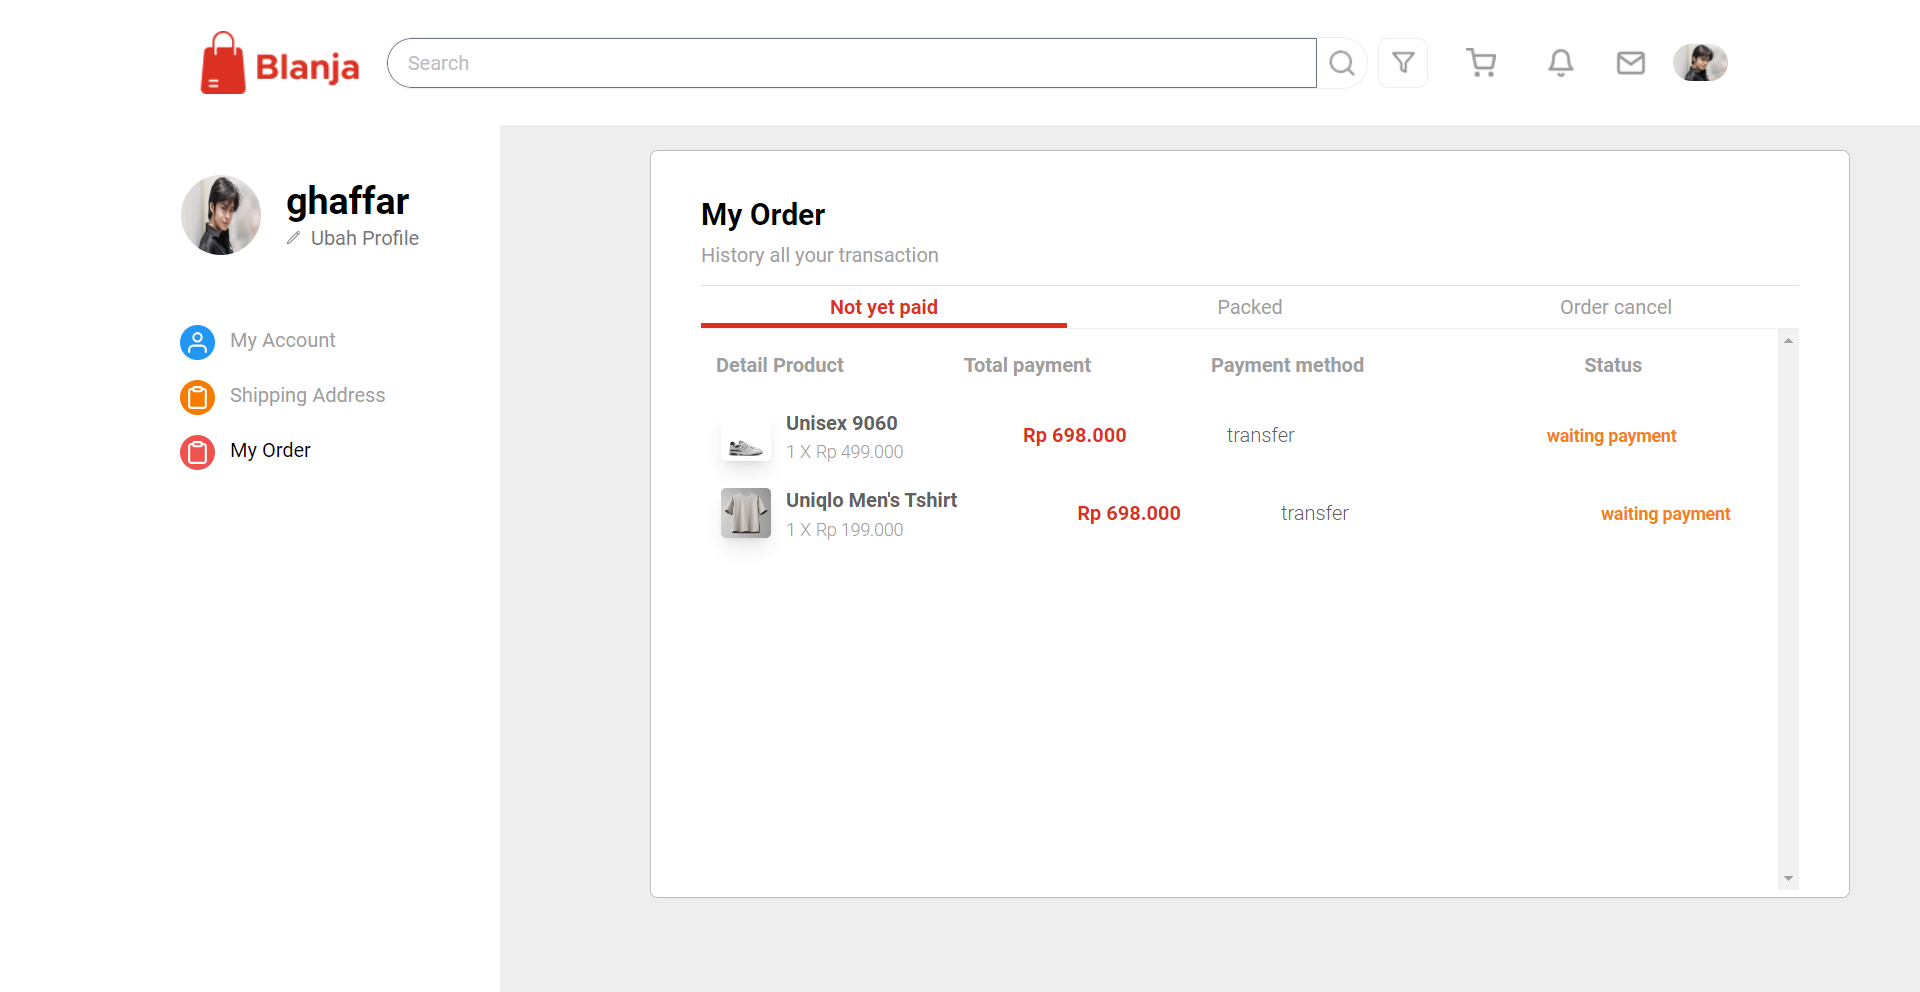 Blanja
Search
ghaffar
Ubah Profile
My Account
Shipping Address
My Order
My Order
History all your transaction
Not yet paid Packed Order cancel
Detail Product Total payment Payment method Status
Unisex 9060
1 X Rp 499.000
Rp 698.000 transfer waiting payment
Uniqlo Men's Tshirt
1 X Rp 199.000
Rp 698.000 transfer waiting payment